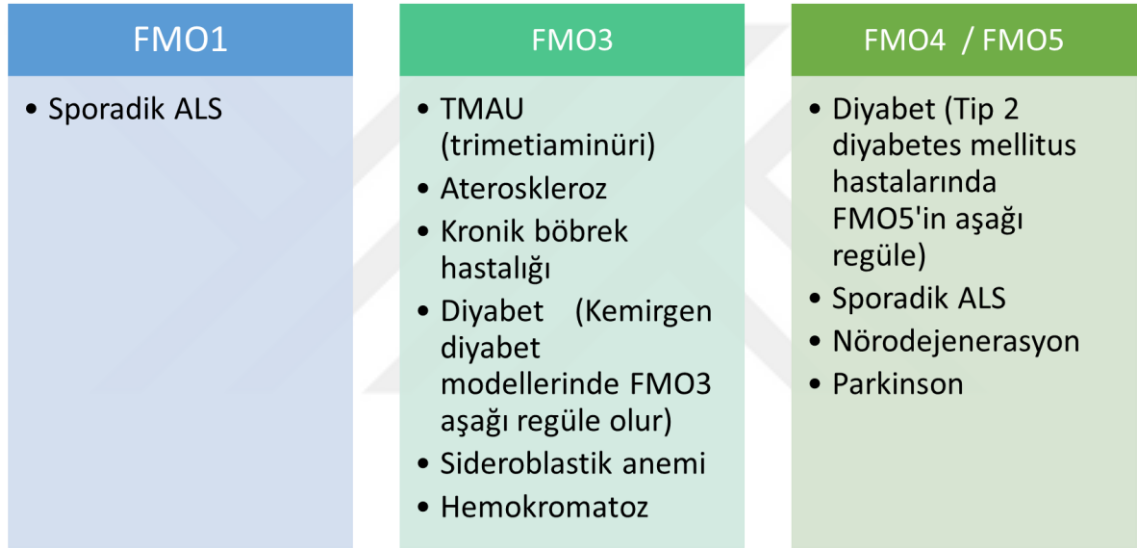 FMO1
• Sporadik ALS
FMO3
• TMAU
(trimetiaminüri)
• Ateroskleroz
• Kronik böbrek
hastalığı
• Diyabet (Kemirgen
diyabet
modellerinde FMO3
aşağı regüle olur)
• Sideroblastik anemi
• Hemokromatoz
FMO4 / FMO5
• Diyabet (Tip 2
diyabetes mellitus
hastalarında
FMO5'in aşağı
regüle)
• Sporadik ALS
• Nörodejenerasyon
• Parkinson